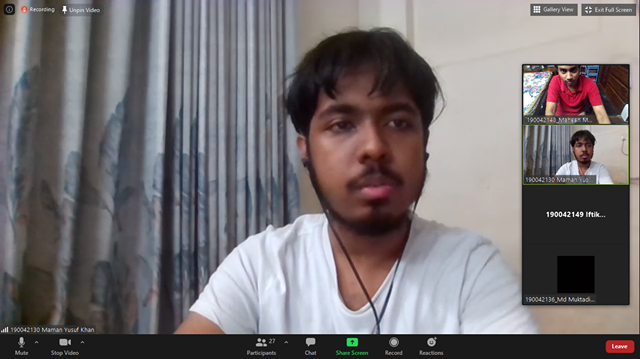 Recording
Unpin Video
Gallery View
Exit Full Screen
190042130 Maman Yus
190042149 Iftik...
190042136_Md Muktadi...
190042130 Maman Yusuf Khan
Mute
Stop Video
27
Participants
Chat
Share Screen
Record
Reactions
Leave